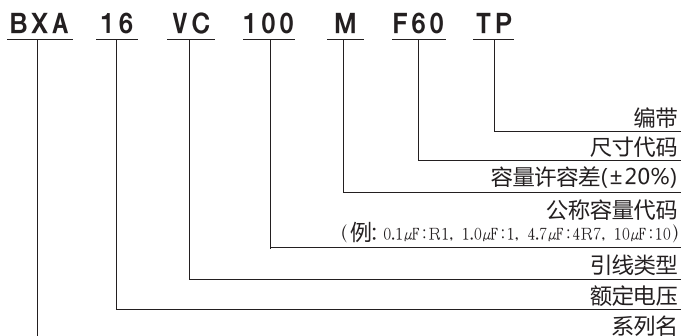 BXA 16 VC 100 M F60 TP
编带
尺寸代码
容量许容差(±20%)
公称容量代码
(例: 0.1μF:R1, 1.0μF:1, 4.7μF:4R7, 10μF:10)
引线类型
额定电压
系列名